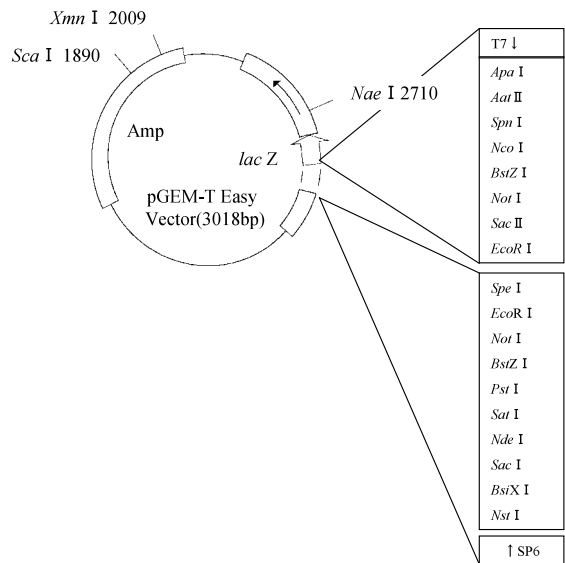 Xmn I 2009
Sca I 1890
Nae I 2710
Amp
lac Z
pGEM-T Easy
Vector(3018bp)
T7 ↓
Apa I
Aat II
Spn I
Nco I
BstZ I
Not I
Sac II
EcoR I
Spe I
EcoR I
Not I
BstZ I
Pst I
Sat I
Nde I
Sac I
BsiX I
Nst I
↑ SP6